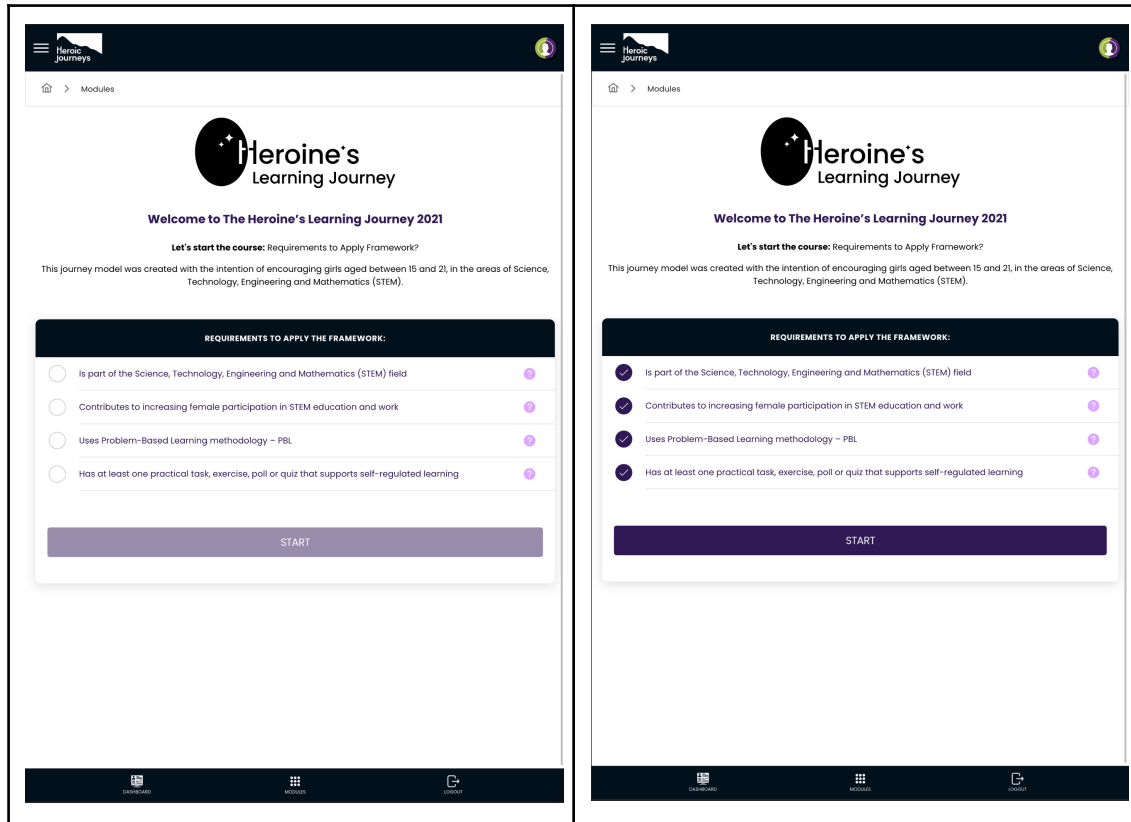 Heroic
Journeys
Modules
Heroine's
Learning Journey
Welcome to The Heroine's Learning Journey 2021
Let's start the course: Requirements to Apply Framework?
This journey model was created with the intention of encouraging girls aged between 15 and 21, in the areas of Science,
Technology, Engineering and Mathematics (STEM).
REQUIREMENTS TO APPLY THE FRAMEWORK:
Is part of the Science, Technology, Engineering and Mathematics (STEM) field ?
Contributes to increasing female participation in STEM education and work ?
Uses Problem-Based Learning methodology – PBL ?
Has at least one practical task, exercise, poll or quiz that supports self-regulated learning ?
START
DASHBOARD MODULES LOGOUT
Heroic
Journeys
Modules
Heroine's
Learning Journey
Welcome to The Heroine's Learning Journey 2021
Let's start the course: Requirements to Apply Framework?
This journey model was created with the intention of encouraging girls aged between 15 and 21, in the areas of Science,
Technology, Engineering and Mathematics (STEM).
REQUIREMENTS TO APPLY THE FRAMEWORK:
Is part of the Science, Technology, Engineering and Mathematics (STEM) field ?
Contributes to increasing female participation in STEM education and work ?
Uses Problem-Based Learning methodology – PBL ?
Has at least one practical task, exercise, poll or quiz that supports self-regulated learning ?
START
DASHBOARD MODULES LOGOUT